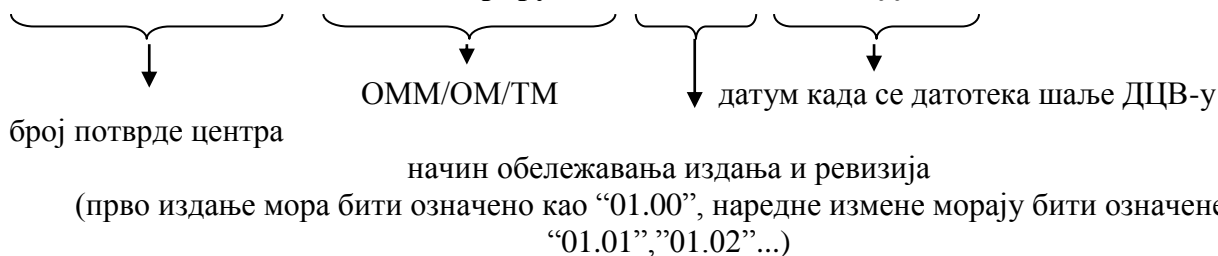 ОММ/ОМ/ТМ
датум када се датотека шаље ДЦВ-у
број потврде центра
начин обележавања издања и ревизија
(прво издање мора бити означено као “01.00”, наредне измене морају бити означене
“01.01”,”01.02”...)